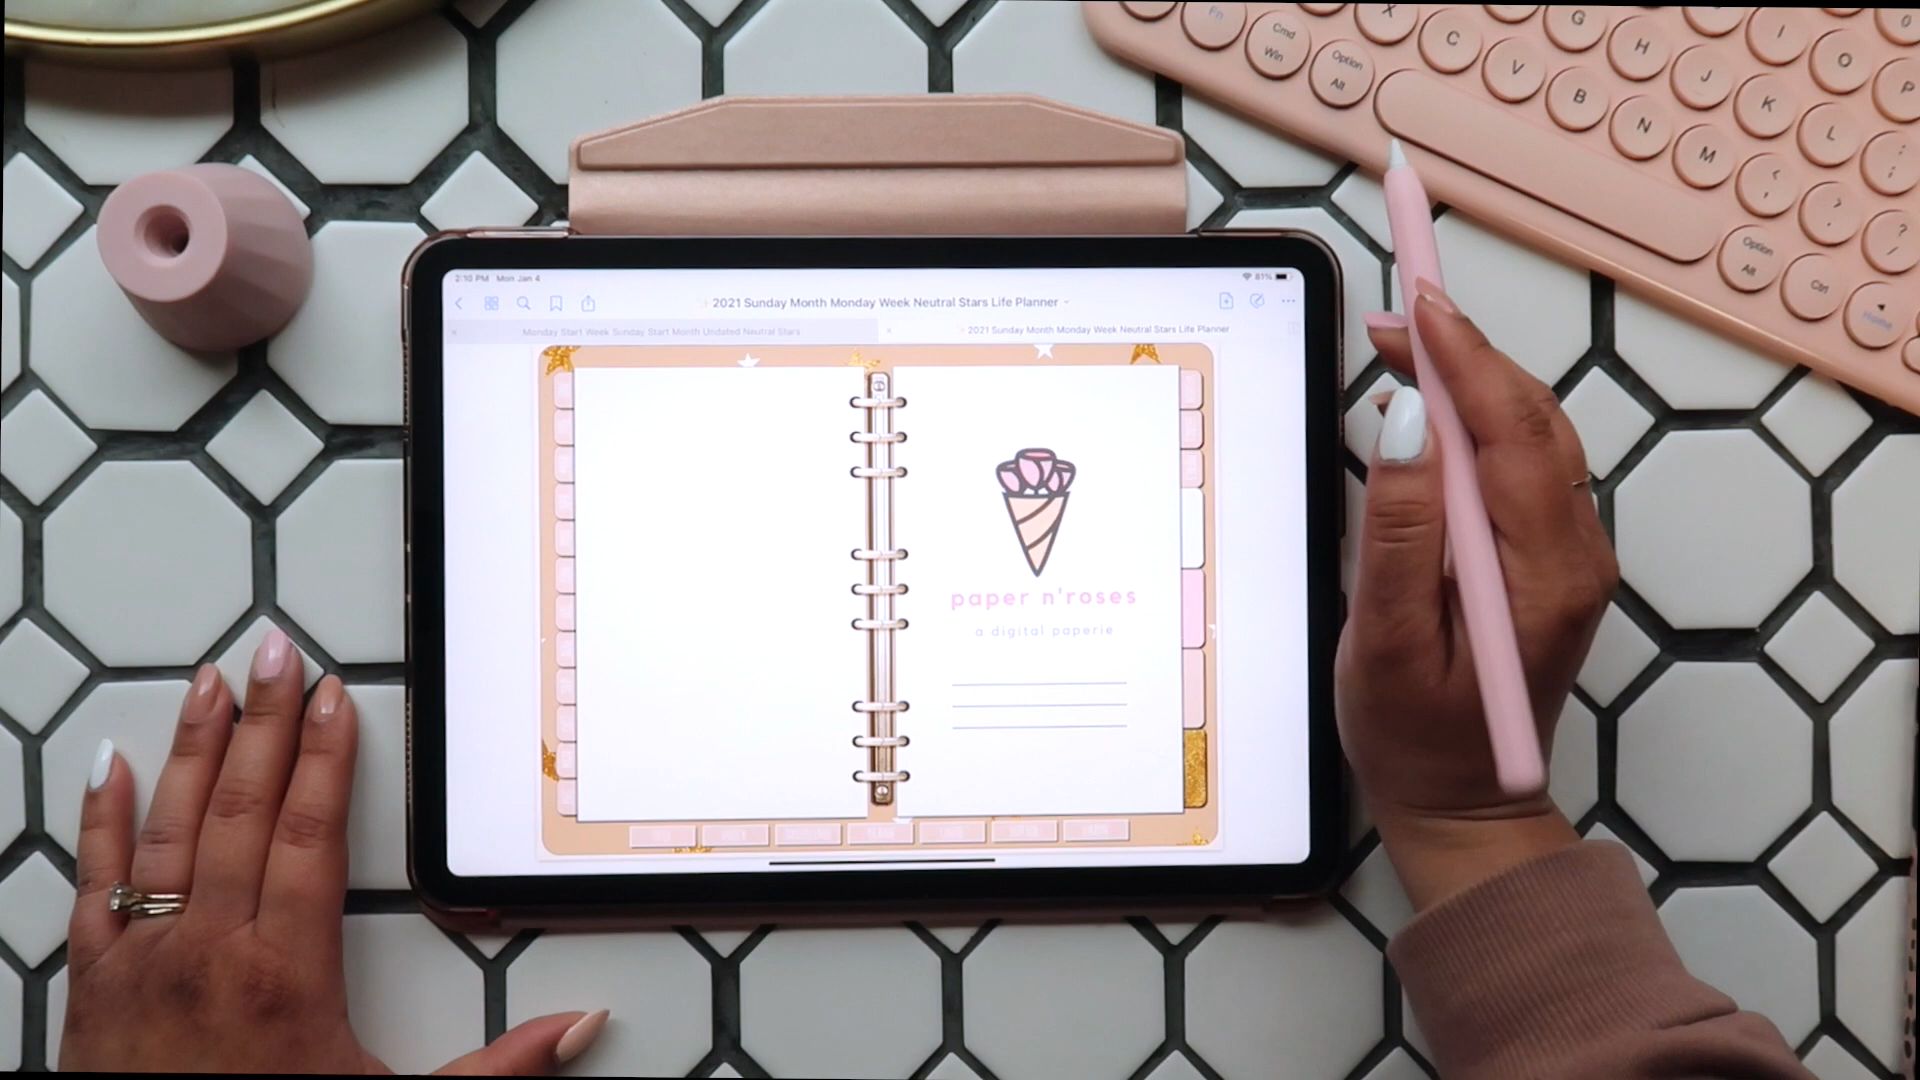 Fn
Cmd
Win
Option
Alt
X
C
V
B
N
M
G
H
J
K
L
I
O
P
<
,
>
.
:
;
?
/
Option
Alt
Ctrl
Home
2:10 PM Mon Jan 4
81%
2021 Sunday Month Monday Week Neutral Stars Life Planner
Monday Start Week Sunday Start Month Undated Neutral Stars
2021 Sunday Month Monday Week Neutral Stars Life Planner
paper n'roses
a digital paperie